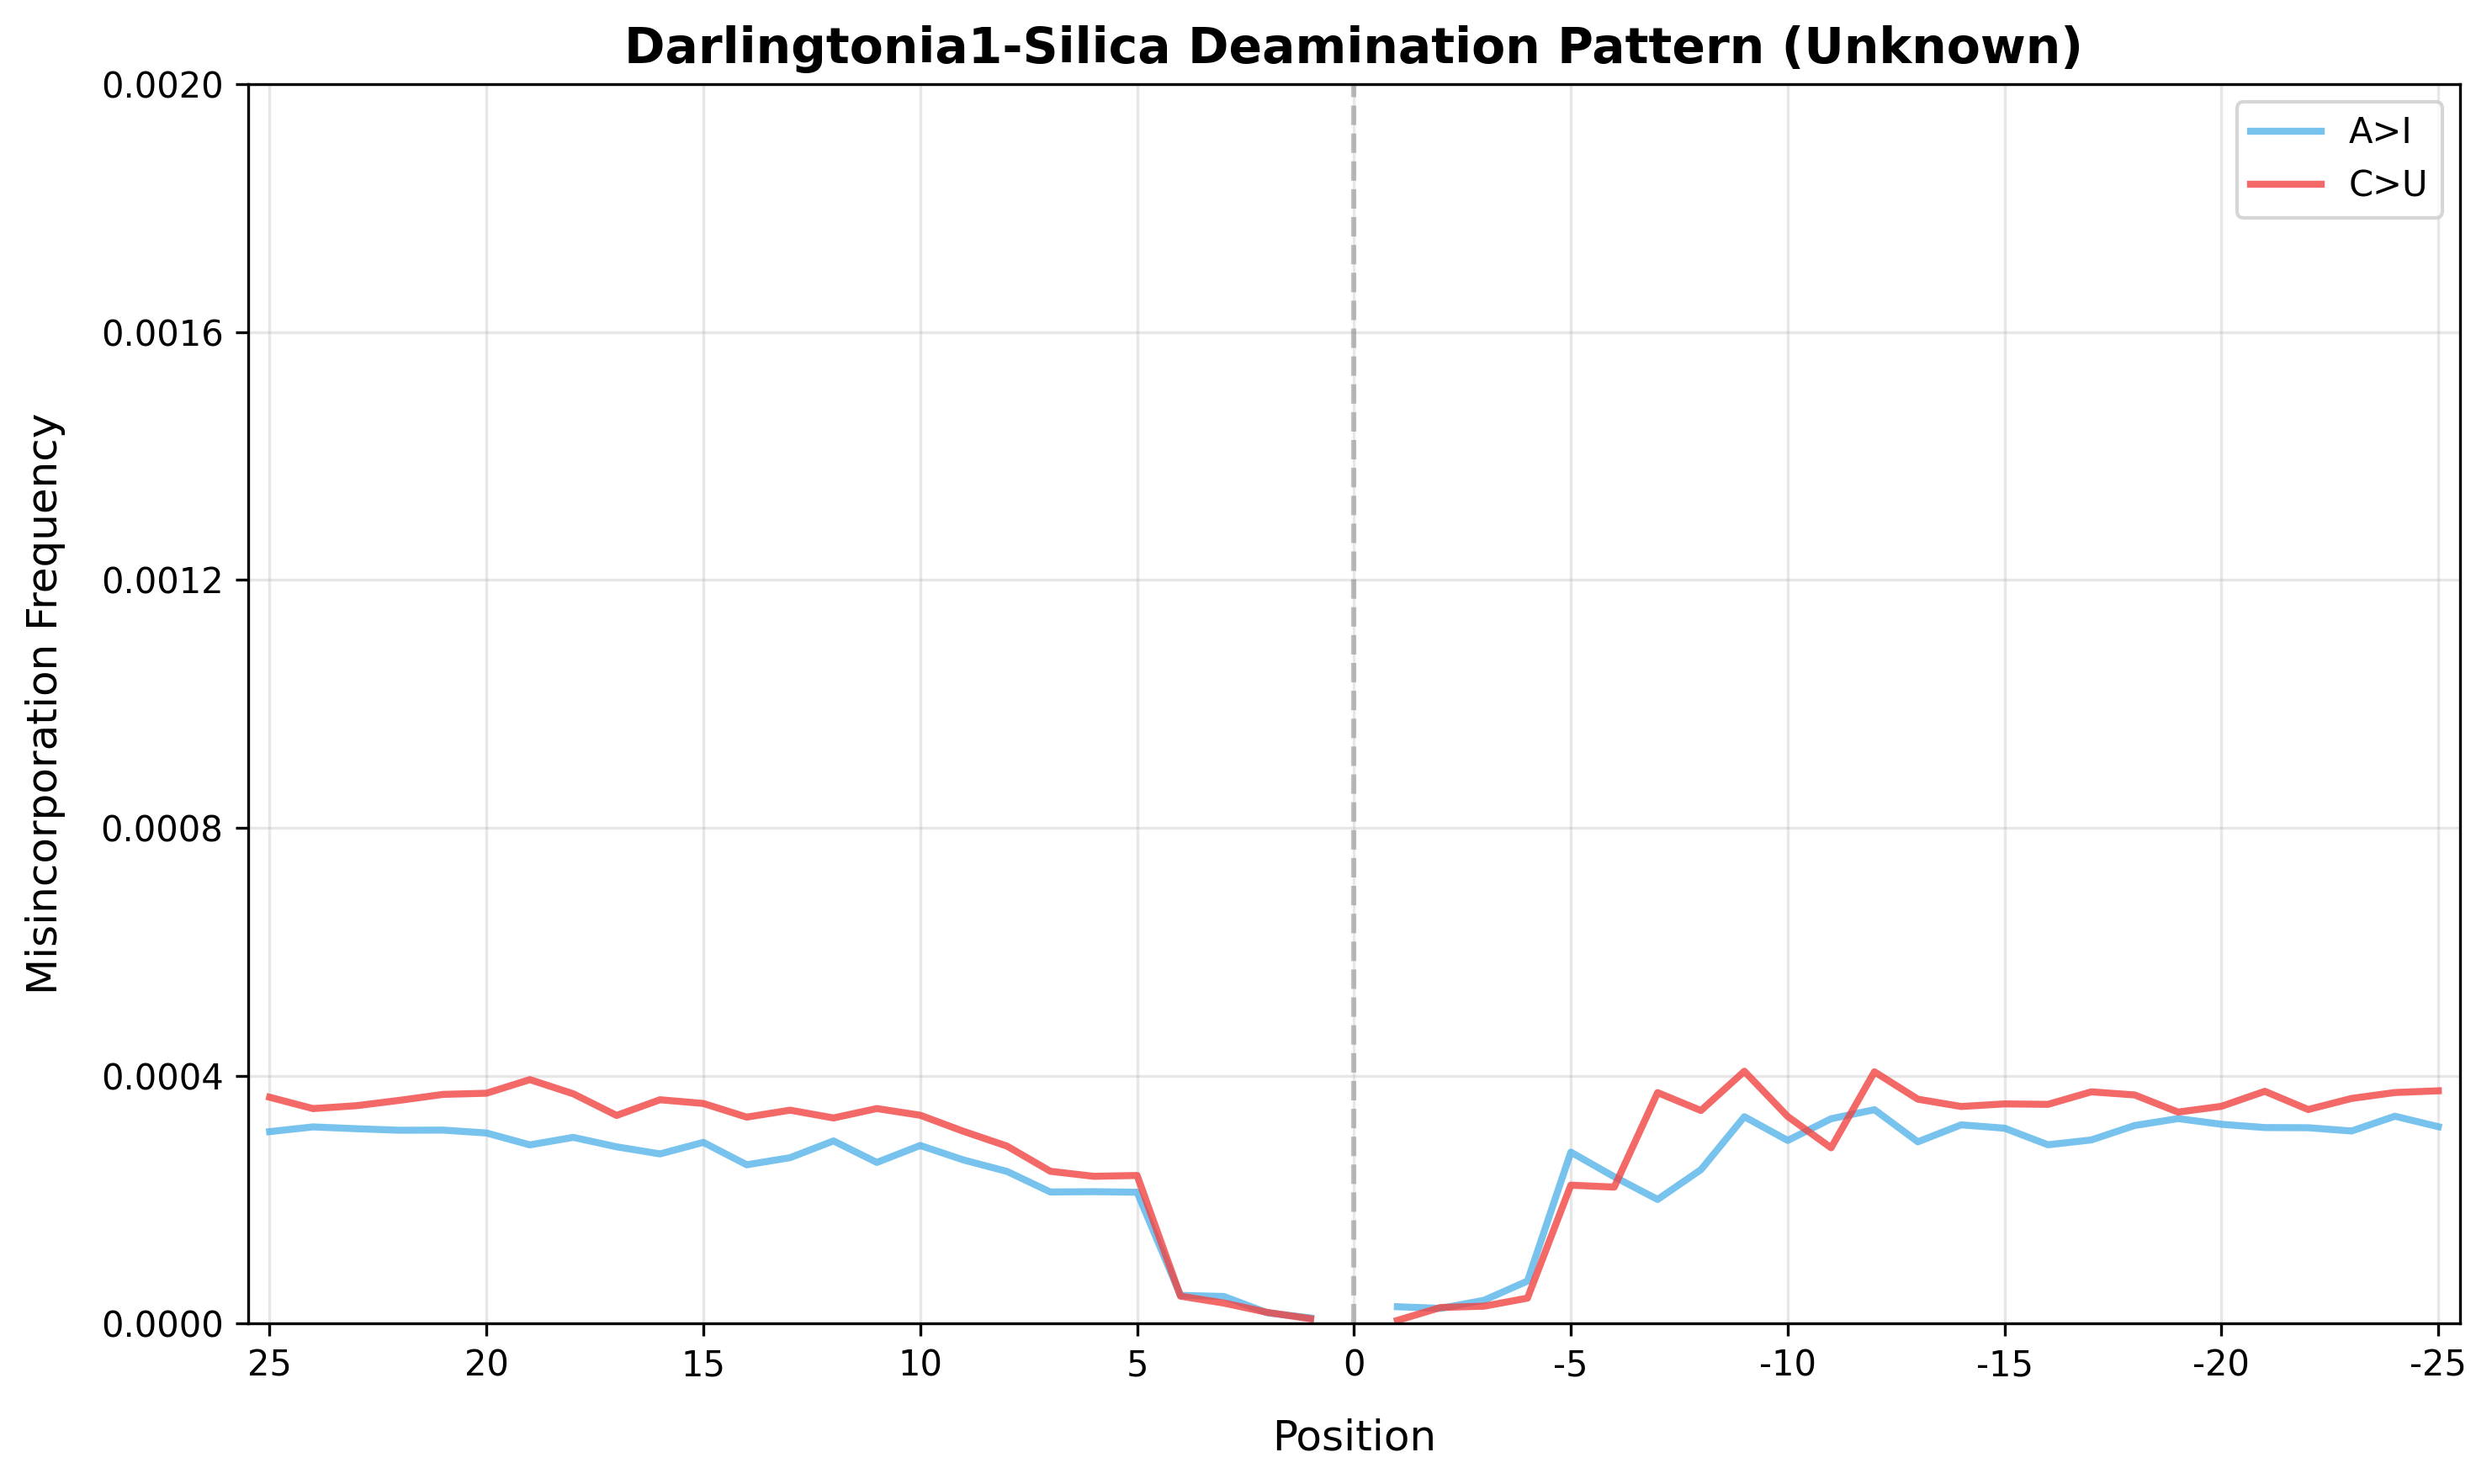 Darlingtonia1-Silica Deamination Pattern (Unknown)
0.0020
0.0016
0.0012
0.0008
0.0004
0.0000
Misincorporation Frequency
A>I
C>U
25 20 15 10 5 0 -5 -10 -15 -20 -25
Position